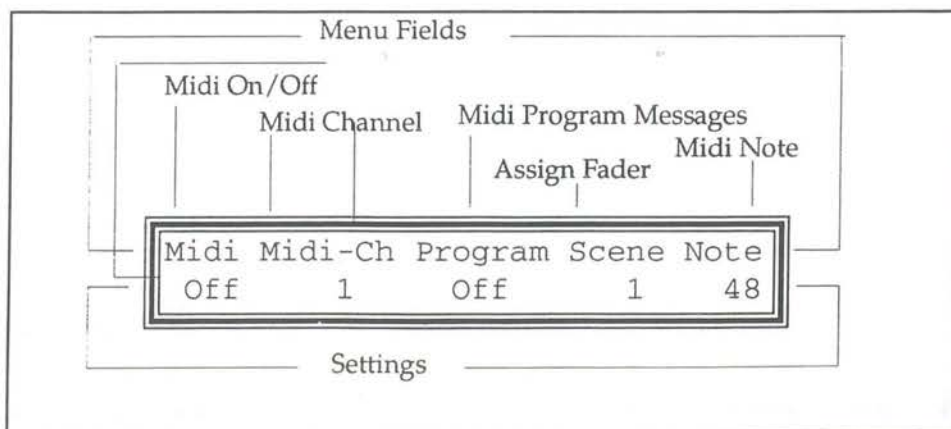 Menu Fields
Midi On/Off
Midi Channel
Midi Program Messages
Midi Note
Assign Fader
Midi Midi-Ch Program Scene Note
Off 1 Off 1 48
Settings